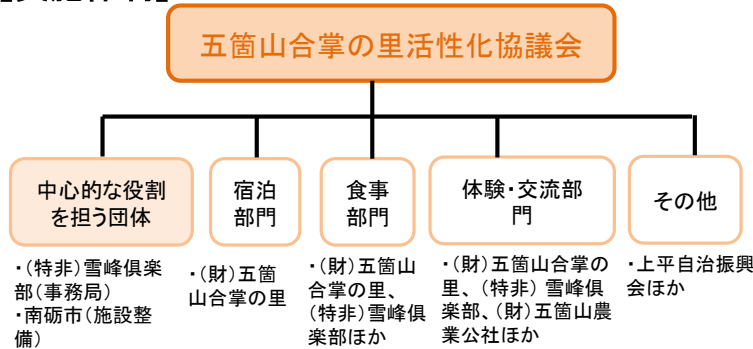 五箇山合掌の里活性化協議会
中心的な役割
を担う団体
・(特非)雪峰倶楽
部(事務局)
・南砺市(施設整
備)
宿泊
部門
・(財)五箇
山合掌の里
食事
部門
・(財)五箇山
合掌の里、
(特非)雪峰倶
楽部ほか
体験・交流部
門
・(財)五箇山合掌の
里、(特非) 雪峰倶
楽部、(財)五箇山農
業公社ほか
その他
・上平自治振興
会ほか